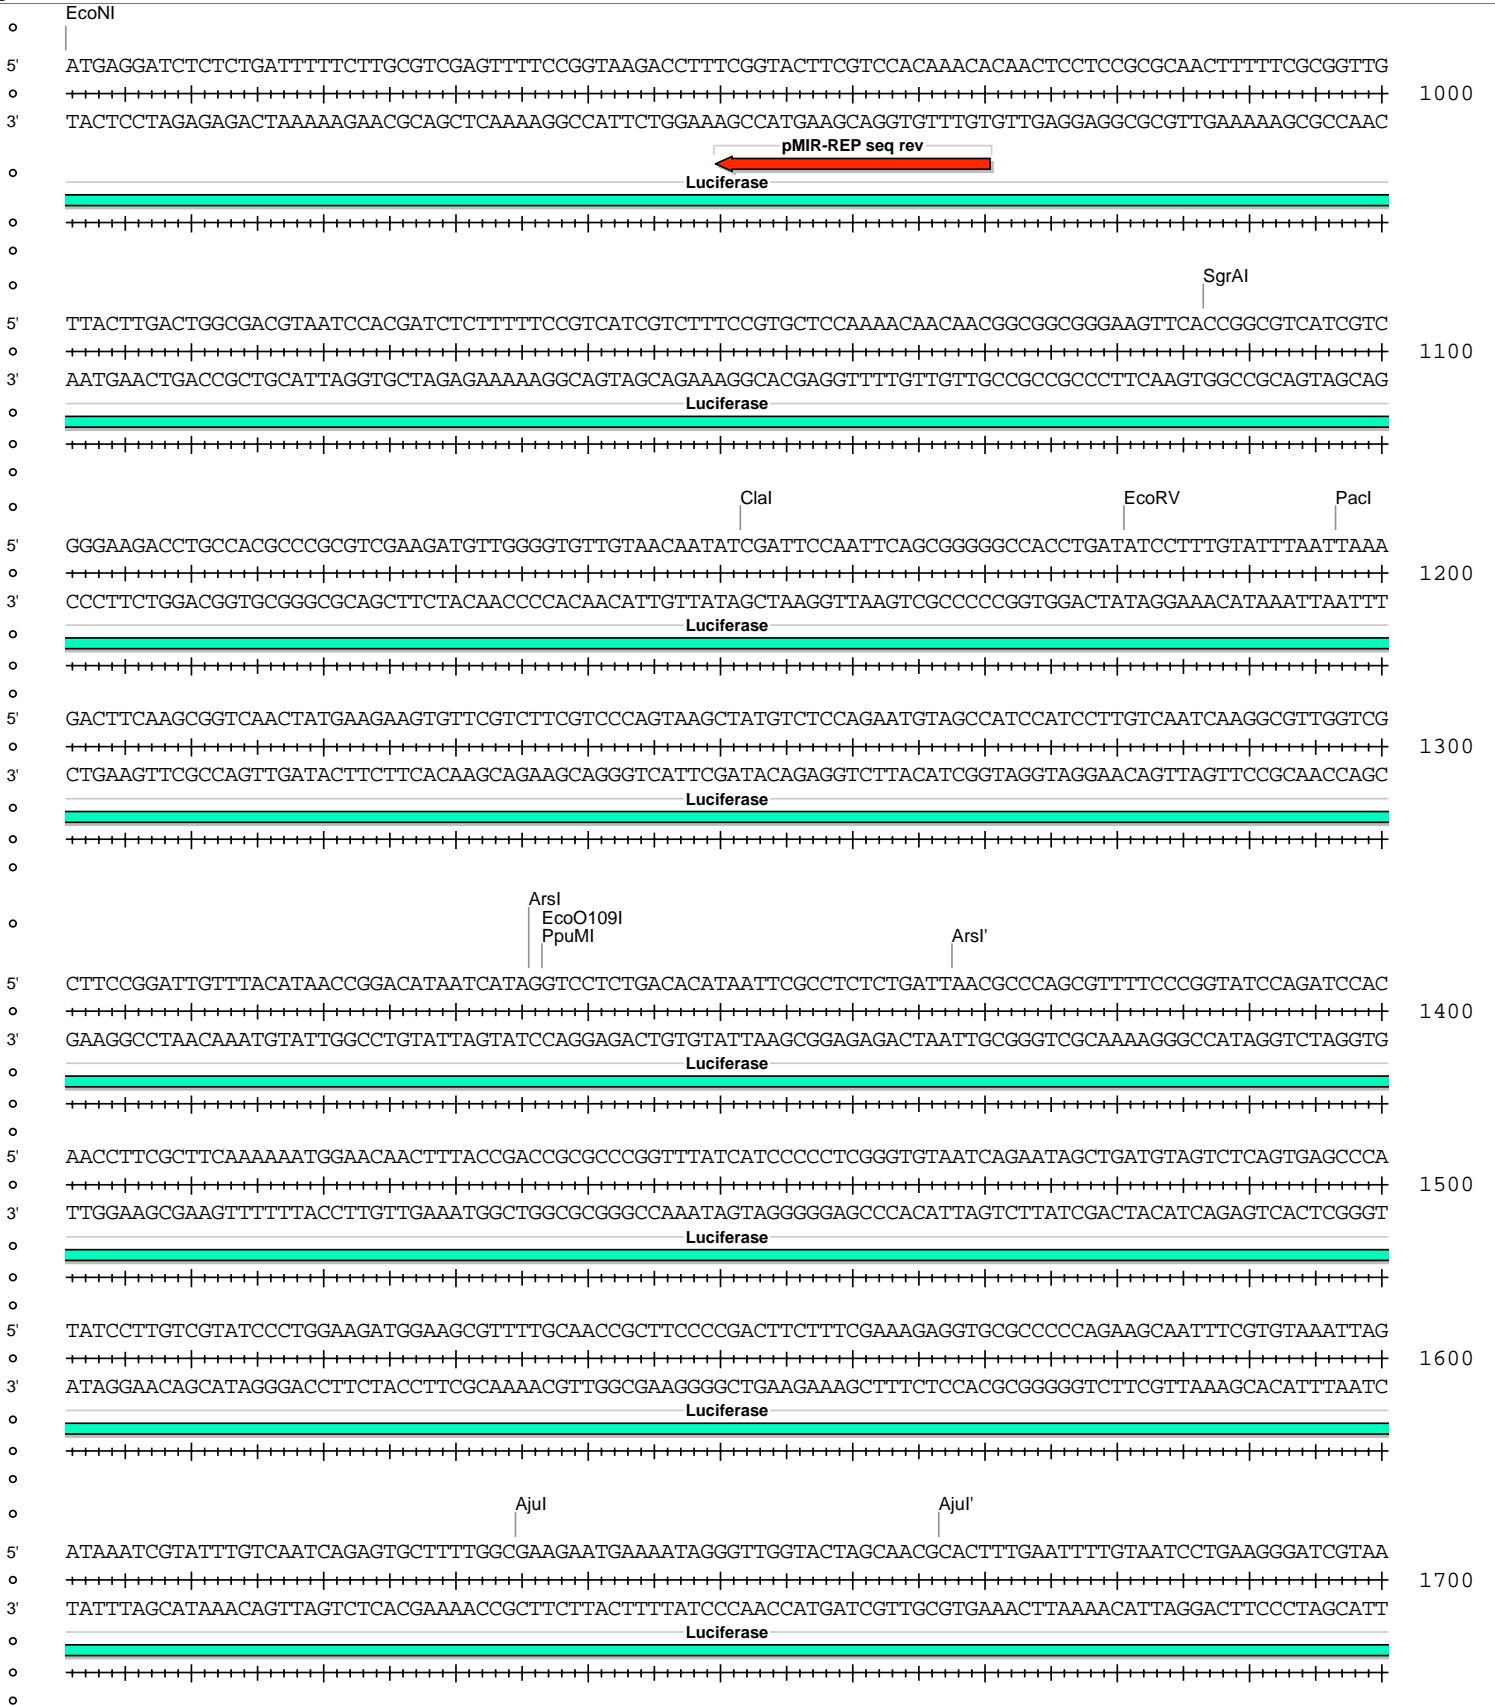 EcoNI
5' ATGAGGATCTCTCTGATTTTTCTTGCGTCGAGTTTTCCGGTAAGACCTTTCGGTACTTCGTCCACAAACACAACTCCTCCGCGCAACTTTTTCGCGGTTG
1000
3' TACTCCTAGAGAGACTAAAAAGAACGCAGCTCAAAAGGCCATTCTGGAAAGCCATGAAGCAGGTGTTTGTGTTGAGGAGGCGCGTTGAAAAAGCGCCAAC
pMIR-REP seq rev
Luciferase
SgrAI
5' TTACTTGACTGGCGACGTAATCCACGATCTCTTTTTCCGTCATCGTCTTTCCGTGCTCCAAAACAACAACGGCGGCGGGAAGTTCACCGGCGTCATCGTC
1100
3' AATGAACTGACCGCTGCATTAGGTGCTAGAGAAAAAGGCAGTAGCAGAAAGGCACGAGGTTTTGTTGTTGCCGCCGCCCTTCAAGTGGCCGCAGTAGCAG
Luciferase
ClaI EcoRV PacI
5' GGGAAGACCTGCCACGCCCGCGTCGAAGATGTTGGGGTGTTGTAACAATATCGATTCCAATTCAGCGGGGGCCACCTGATATCCTTTGTATTTAATTAAA
1200
3' CCCTTCTGGACGGTGCGGGCGCAGCTTCTACAACCCCACAACATTGTTATAGCTAAGGTTAAGTCGCCCCCGGTGGACTATAGGAAACATAAATTAATTT
Luciferase
5' GACTTCAAGCGGTCAACTATGAAGAAGTGTTCGTCTTCGTCCCAGTAAGCTATGTCTCCAGAATGTAGCCATCCATCCTTGTCAATCAAGGCGTTGGTCG
1300
3' CTGAAGTTCGCCAGTTGATACTTCTTCACAAGCAGAAGCAGGGTCATTCGATACAGAGGTCTTACATCGGTAGGTAGGAACAGTTAGTTCCGCAACCAGC
Luciferase
ArsI
EcoO109I
PpuMI ArsI'
5' CTTCCGGATTGTTTACATAACCGGACATAATCATAGGTCCTCTGACACATAATTCGCCTCTCTGATTAACGCCCAGCGTTTTCCCGGTATCCAGATCCAC
1400
3' GAAGGCCTAACAAATGTATTGGCCTGTATTAGTATCCAGGAGACTGTGTATTAAGCGGAGAGACTAATTGCGGGTCGCAAAAGGGCCATAGGTCTAGGTG
Luciferase
5' AACCTTCGCTTCAAAAAATGGAACAACTTTACCGACCGCGCCCGGTTTATCATCCCCCTCGGGTGTAATCAGAATAGCTGATGTAGTCTCAGTGAGCCCA
1500
3' TTGGAAGCGAAGTTTTTTACCTTGTTGAAATGGCTGGCGCGGGCCAAATAGTAGGGGGAGCCCACATTAGTCTTATCGACTACATCAGAGTCACTCGGGT
Luciferase
5' TATCCTTGTCGTATCCCTGGAAGATGGAAGCGTTTTGCAACCGCTTCCCCGACTTCTTTCGAAAGAGGTGCGCCCCCAGAAGCAATTTCGTGTAAATTAG
1600
3' ATAGGAACAGCATAGGGACCTTCTACCTTCGCAAAACGTTGGCGAAGGGGCTGAAGAAAGCTTTCTCCACGCGGGGGTCTTCGTTAAAGCACATTTAATC
Luciferase
AjuI AjuI'
5' ATAAATCGTATTTGTCAATCAGAGTGCTTTTGGCGAAGAATGAAAATAGGGTTGGTACTAGCAACGCACTTTGAATTTTGTAATCCTGAAGGGATCGTAA
1700
3' TATTTAGCATAAACAGTTAGTCTCACGAAAACCGCTTCTTACTTTTATCCCAACCATGATCGTTGCGTGAAACTTAAAACATTAGGACTTCCCTAGCATT
Luciferase